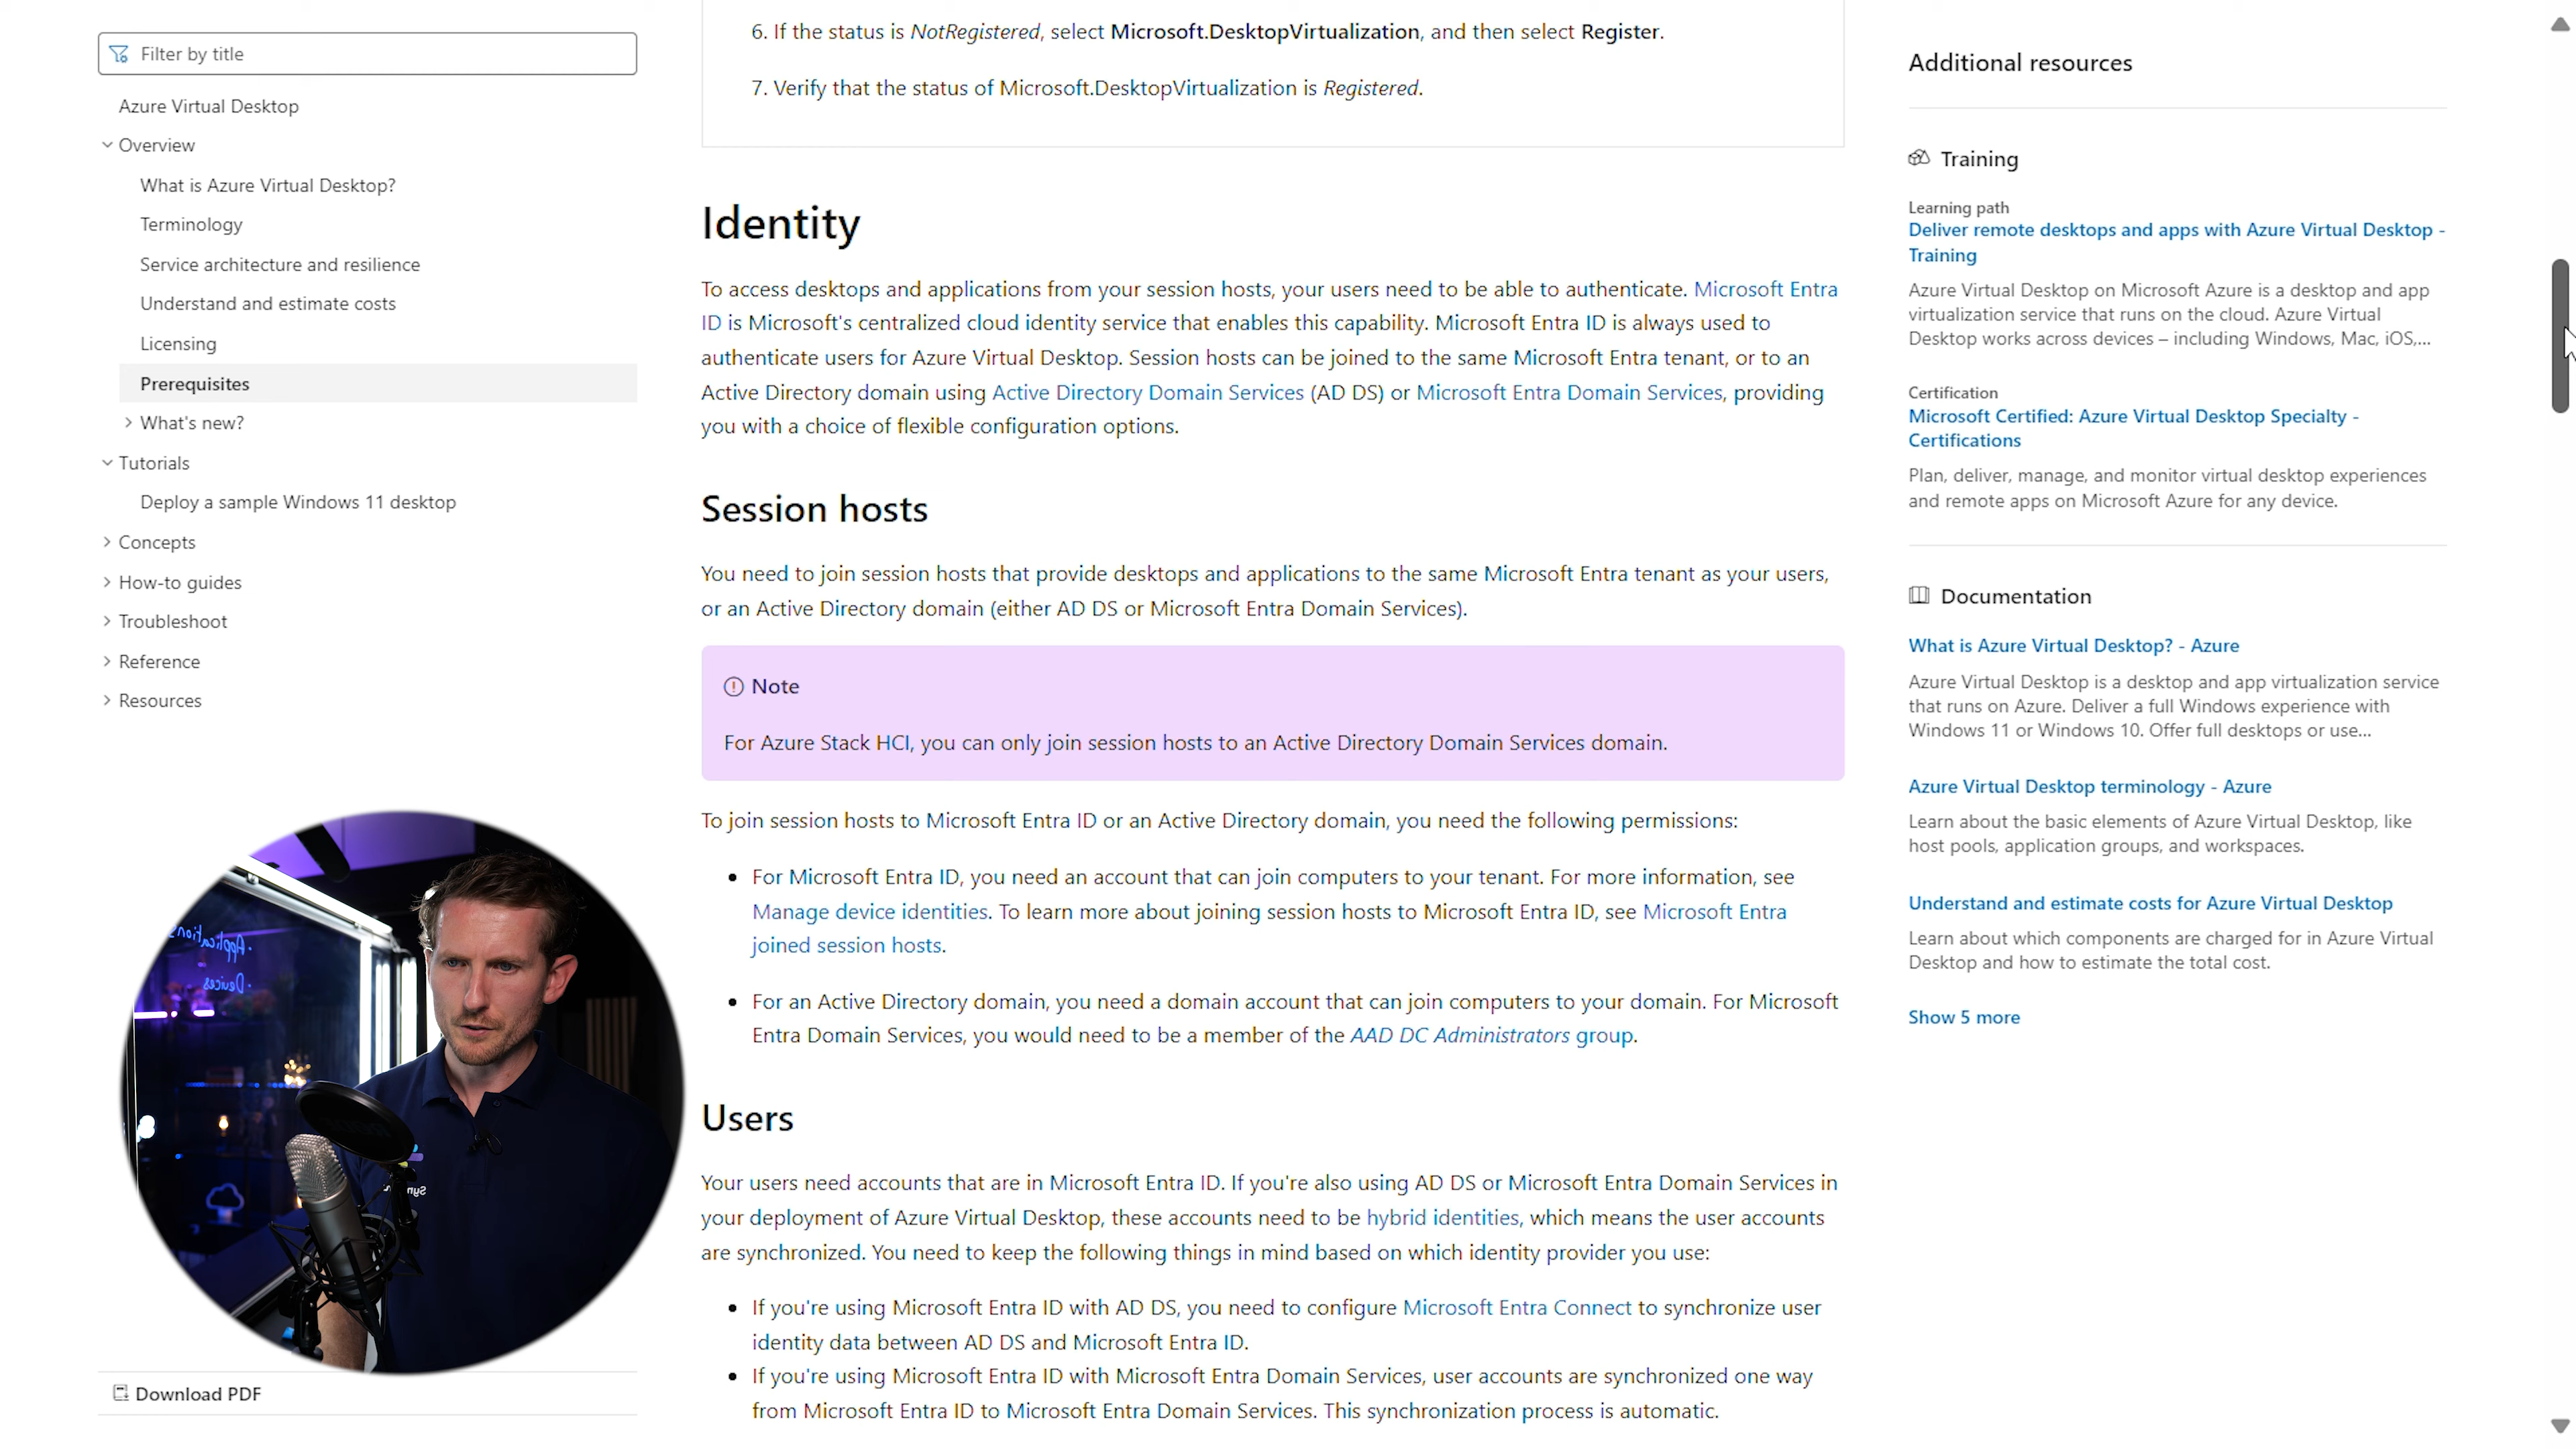 Filter by title
Azure Virtual Desktop
Overview
What is Azure Virtual Desktop?
Terminology
Service architecture and resilience
Understand and estimate costs
Licensing
Prerequisites
What's new?
Tutorials
Deploy a sample Windows 11 desktop
Concepts
How-to guides
Troubleshoot
Reference
Resources
· Applications
· Devices
Download PDF
6. If the status is NotRegistered, select Microsoft.DesktopVirtualization, and then select Register.
7. Verify that the status of Microsoft.DesktopVirtualization is Registered.
Identity
To access desktops and applications from your session hosts, your users need to be able to authenticate. Microsoft Entra
ID is Microsoft's centralized cloud identity service that enables this capability. Microsoft Entra ID is always used to
authenticate users for Azure Virtual Desktop. Session hosts can be joined to the same Microsoft Entra tenant, or to an
Active Directory domain using Active Directory Domain Services (AD DS) or Microsoft Entra Domain Services, providing
you with a choice of flexible configuration options.
Session hosts
You need to join session hosts that provide desktops and applications to the same Microsoft Entra tenant as your users,
or an Active Directory domain (either AD DS or Microsoft Entra Domain Services).
Note
For Azure Stack HCI, you can only join session hosts to an Active Directory Domain Services domain.
To join session hosts to Microsoft Entra ID or an Active Directory domain, you need the following permissions:
• For Microsoft Entra ID, you need an account that can join computers to your tenant. For more information, see
Manage device identities. To learn more about joining session hosts to Microsoft Entra ID, see Microsoft Entra
joined session hosts.
• For an Active Directory domain, you need a domain account that can join computers to your domain. For Microsoft
Entra Domain Services, you would need to be a member of the AAD DC Administrators group.
Users
Your users need accounts that are in Microsoft Entra ID. If you're also using AD DS or Microsoft Entra Domain Services in
your deployment of Azure Virtual Desktop, these accounts need to be hybrid identities, which means the user accounts
are synchronized. You need to keep the following things in mind based on which identity provider you use:
• If you're using Microsoft Entra ID with AD DS, you need to configure Microsoft Entra Connect to synchronize user
identity data between AD DS and Microsoft Entra ID.
• If you're using Microsoft Entra ID with Microsoft Entra Domain Services, user accounts are synchronized one way
from Microsoft Entra ID to Microsoft Entra Domain Services. This synchronization process is automatic.
Additional resources
Training
Learning path
Deliver remote desktops and apps with Azure Virtual Desktop -
Training
Azure Virtual Desktop on Microsoft Azure is a desktop and app
virtualization service that runs on the cloud. Azure Virtual
Desktop works across devices – including Windows, Mac, iOS,...
Certification
Microsoft Certified: Azure Virtual Desktop Specialty -
Certifications
Plan, deliver, manage, and monitor virtual desktop experiences
and remote apps on Microsoft Azure for any device.
Documentation
What is Azure Virtual Desktop? - Azure
Azure Virtual Desktop is a desktop and app virtualization service
that runs on Azure. Deliver a full Windows experience with
Windows 11 or Windows 10. Offer full desktops or use...
Azure Virtual Desktop terminology - Azure
Learn about the basic elements of Azure Virtual Desktop, like
host pools, application groups, and workspaces.
Understand and estimate costs for Azure Virtual Desktop
Learn about which components are charged for in Azure Virtual
Desktop and how to estimate the total cost.
Show 5 more